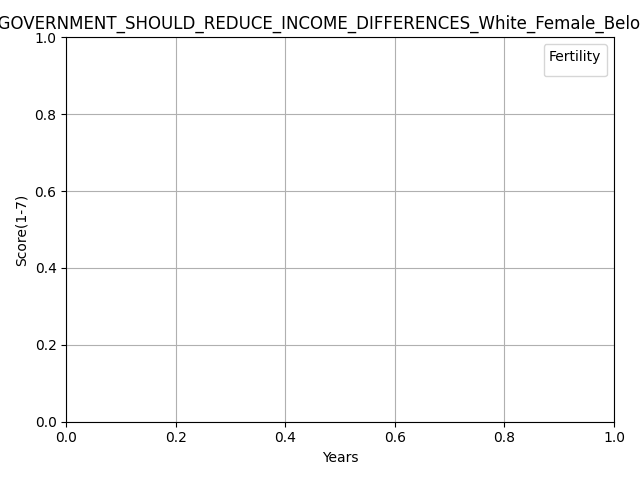 GOVERNMENT_SHOULD_REDUCE_INCOME_DIFFERENCES_White_Female_Belo
Fertility
1.0
0.8
0.6
0.4
0.2
0.0
Score(1-7)
0.0 0.2 0.4 0.6 0.8 1.0
Years